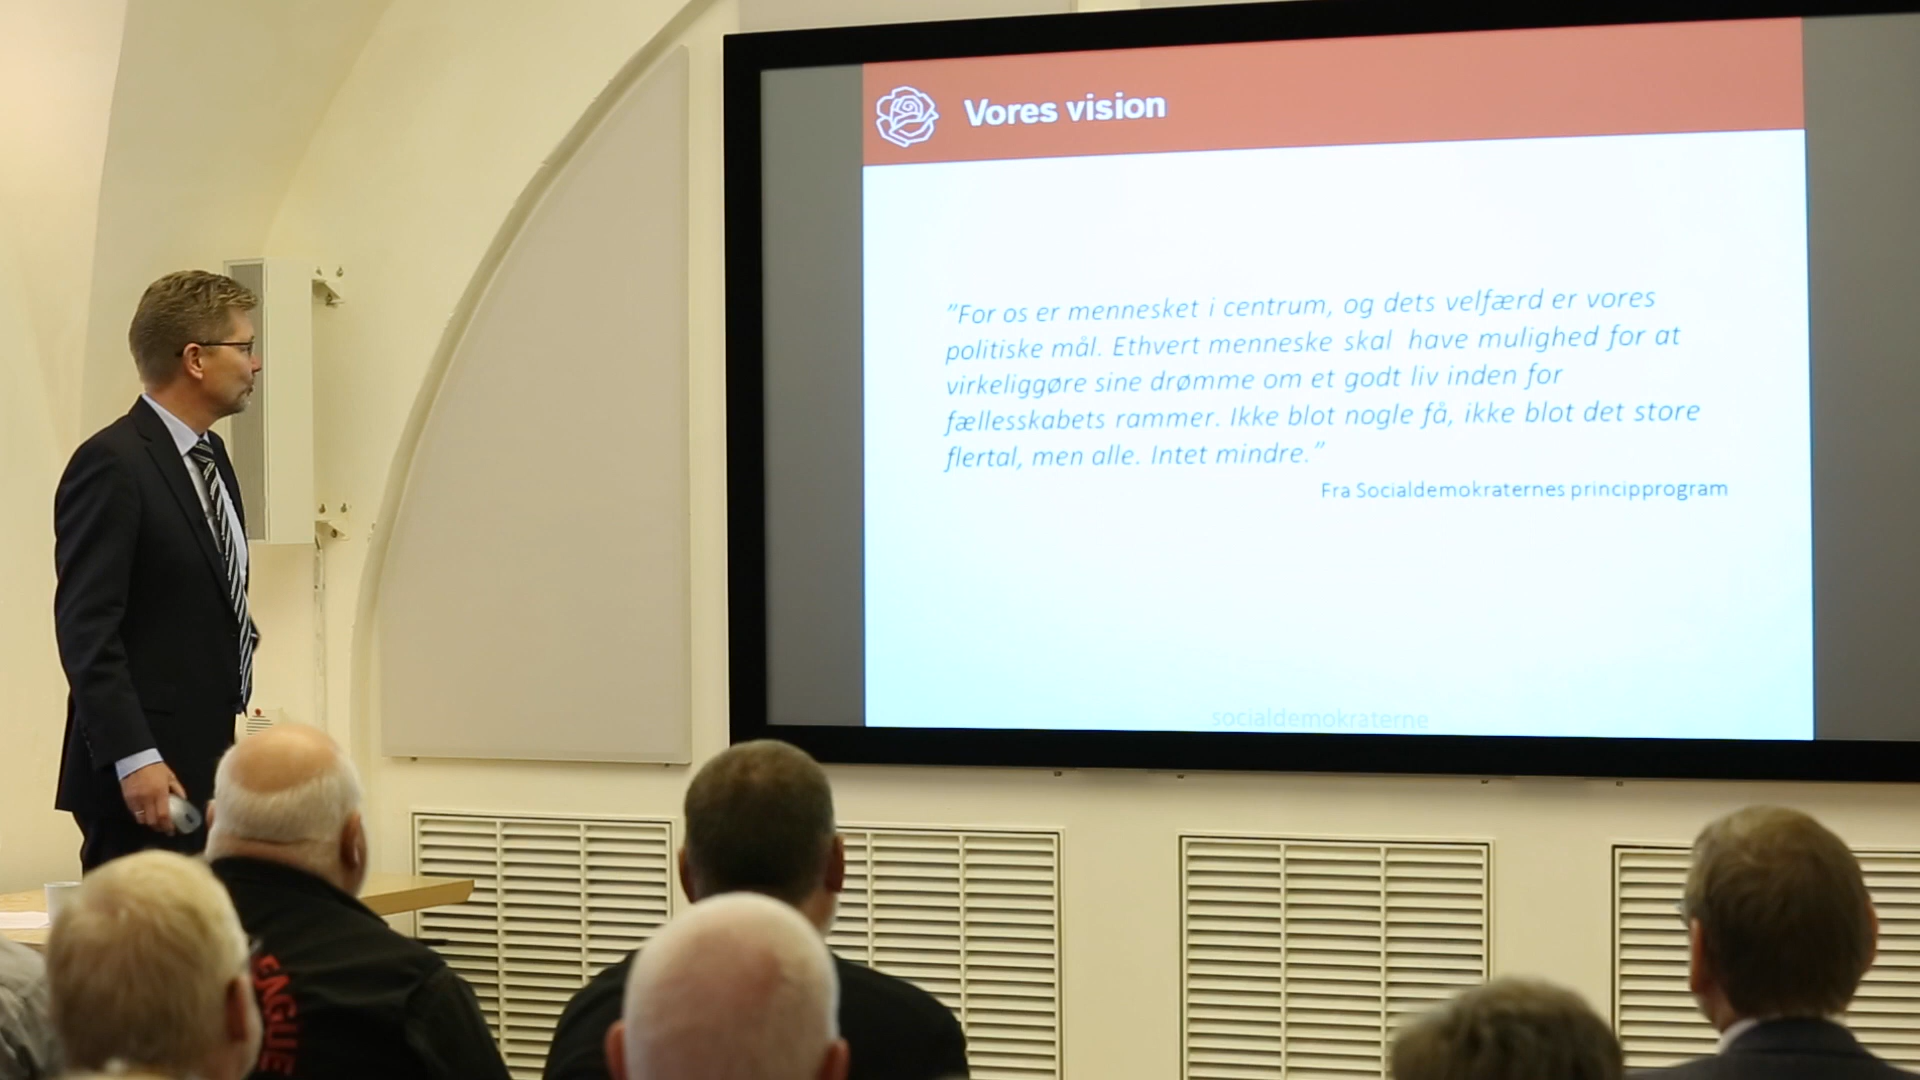 Vores vision
”For os er mennesket i centrum, og dets velfærd er vores
politiske mål. Ethvert menneske skal have mulighed for at
virkeliggøre sine drømme om et godt liv inden for
fællesskabets rammer. Ikke blot nogle få, ikke blot det store
flertal, men alle. Intet mindre.”
Fra Socialdemokraternes principprogram
socialdemokraterne